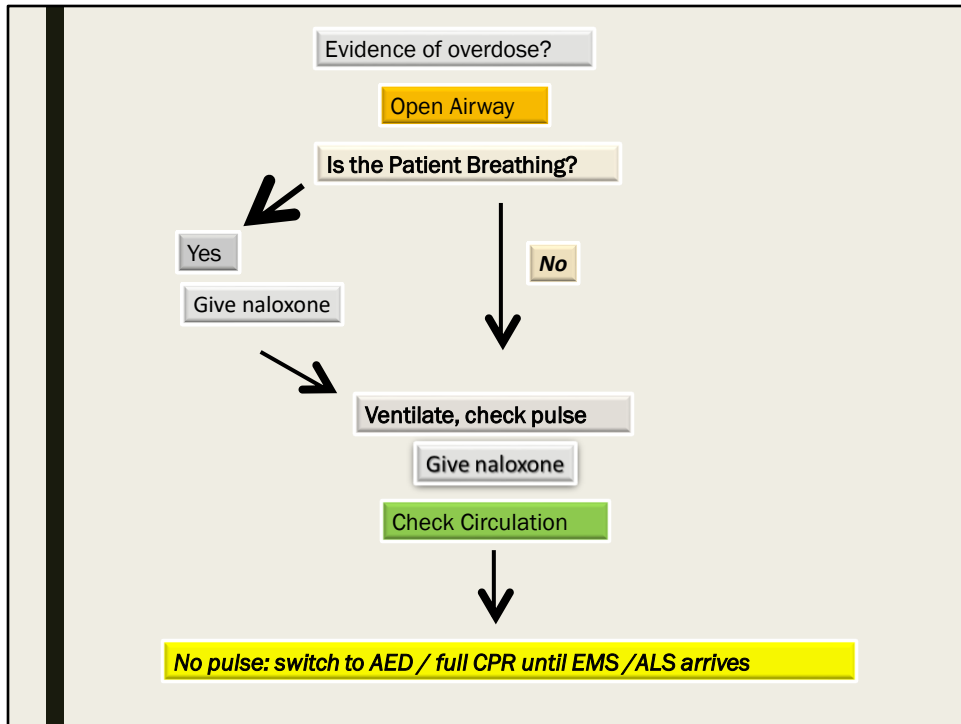 Evidence of overdose?
Open Airway
Is the Patient Breathing?
Yes
No
Give naloxone
Ventilate, check pulse
Give naloxone
Check Circulation
No pulse: switch to AED / full CPR until EMS /ALS arrives